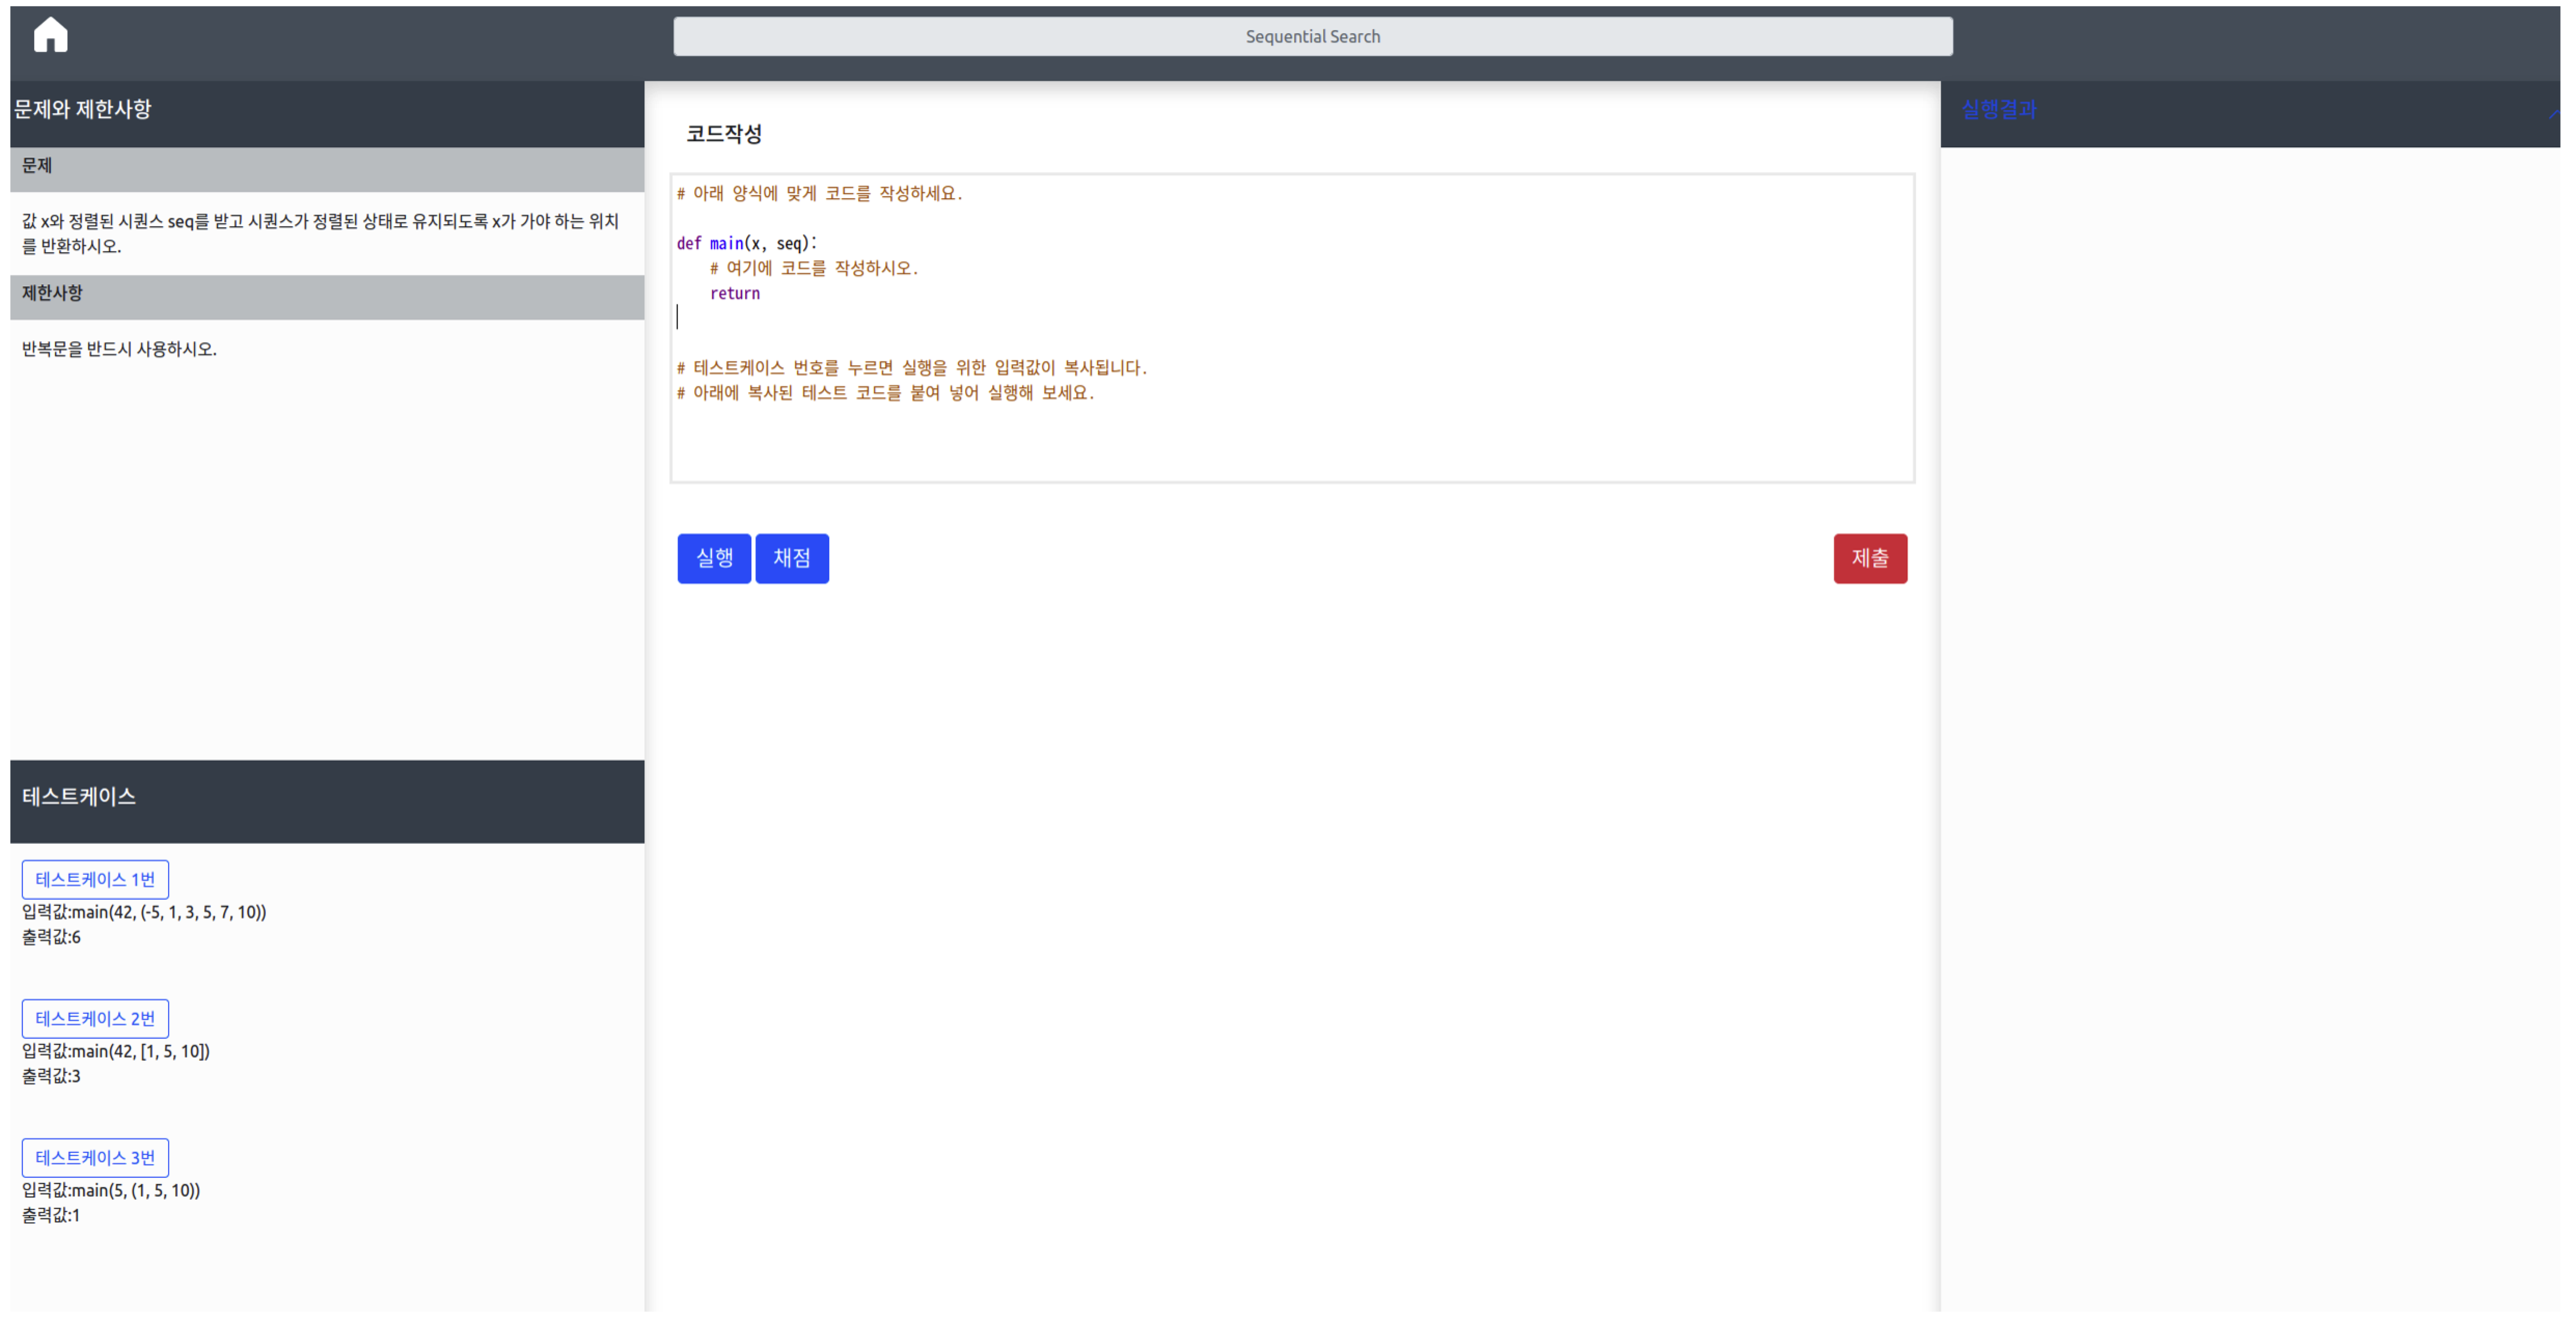 Sequential Search
문제와 제한사항
문제
값 x와 정렬된 시퀀스 seq를 받고 시퀀스가 정렬된 상태로 유지되도록 x가 가야 하는 위치
를 반환하시오.
제한사항
반복문을 반드시 사용하시오.
테스트케이스
테스트케이스 1번
입력값:main(42, (-5, 1, 3, 5, 7, 10))
출력값:6
테스트케이스 2번
입력값:main(42, [1, 5, 10])
출력값:3
테스트케이스 3번
입력값:main(5, (1, 5, 10))
출력값:1
코드작성
# 아래 양식에 맞게 코드를 작성하세요.
def main(x, seq):
# 여기에 코드를 작성하시오.
return
# 테스트케이스 번호를 누르면 실행을 위한 입력값이 복사됩니다.
# 아래에 복사된 테스트 코드를 붙여 넣어 실행해 보세요.
실행 채점
제출
실행결과